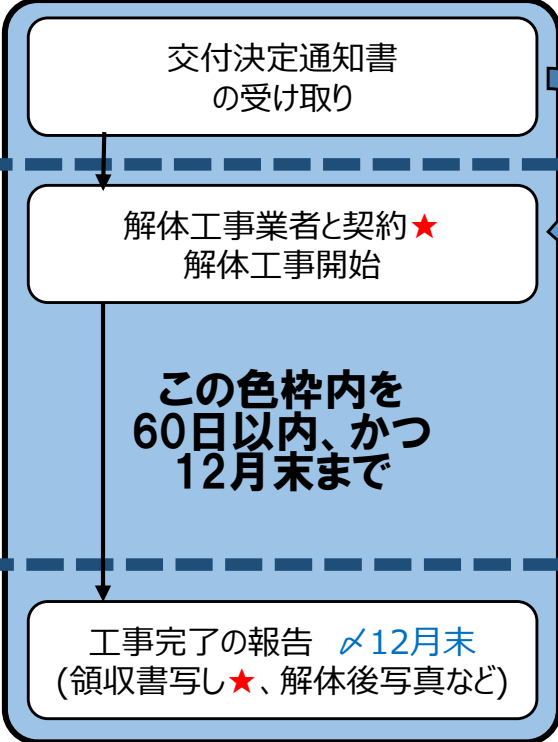 交付決定通知書
の受け取り
解体工事業者と契約★
解体工事開始
この色枠内を
60日以内、かつ
12月末まで
工事完了の報告　〆12月末
(領収書写し★、解体後写真など)